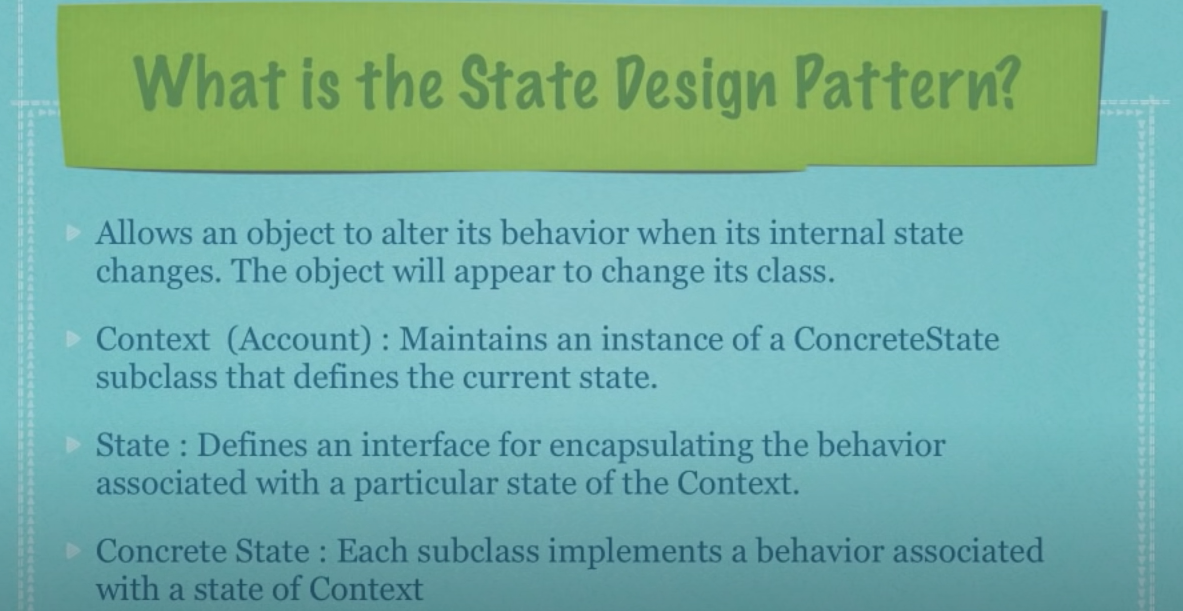 What is the State Design Pattern?
Allows an object to alter its behavior when its internal state
changes. The object will appear to change its class.
Context (Account) : Maintains an instance of a ConcreteState
subclass that defines the current state.
State : Defines an interface for encapsulating the behavior
associated with a particular state of the Context.
Concrete State : Each subclass implements a behavior associated
with a state of Context